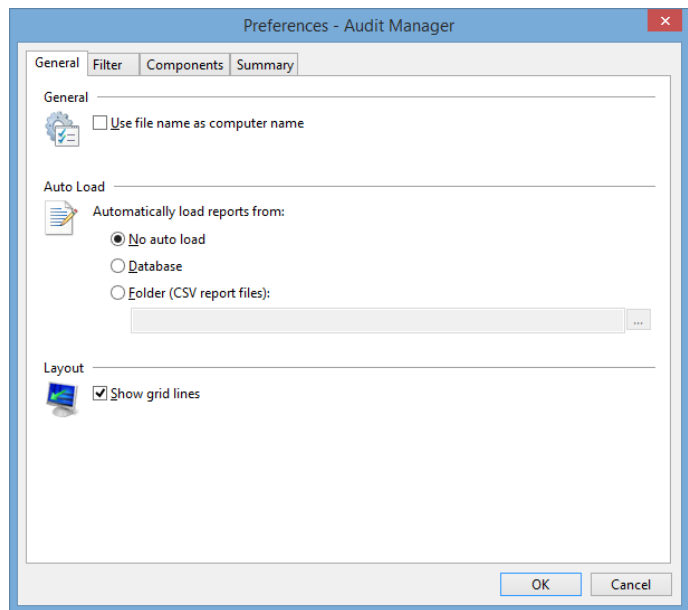 Preferences - Audit Manager
General Filter Components Summary
General
Use file name as computer name
Auto Load
Automatically load reports from:
No auto load
Database
Folder (CSV report files):
...
Layout
Show grid lines
OK Cancel